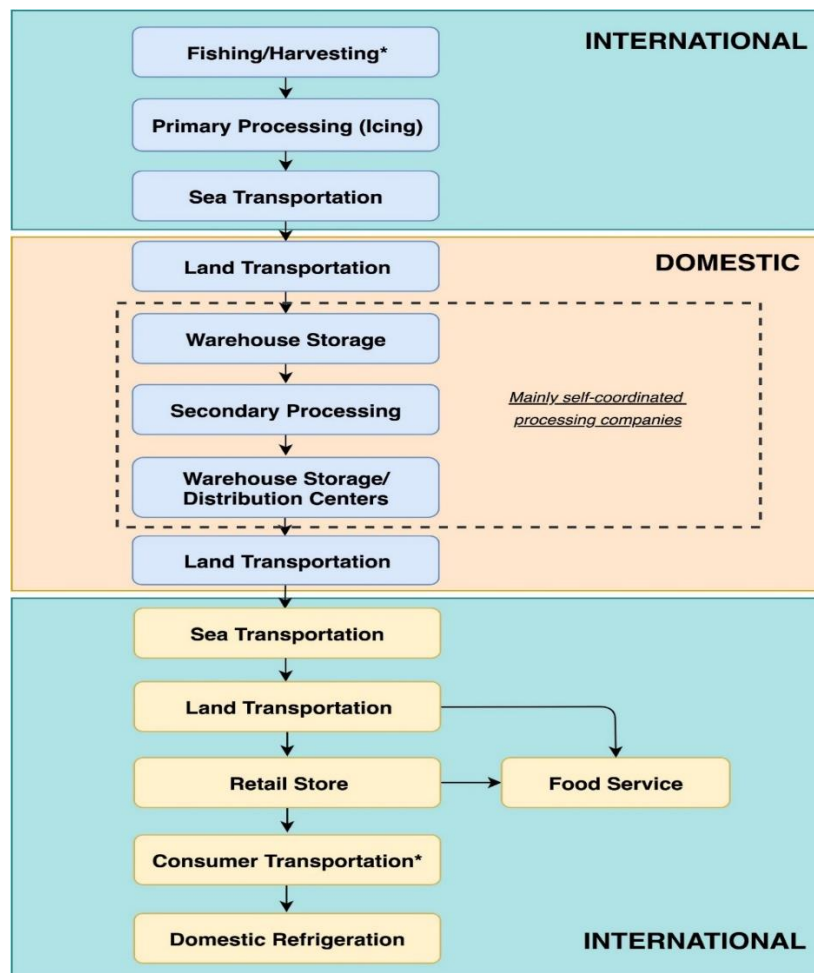 INTERNATIONAL
Fishing/Harvesting*
Primary Processing (Icing)
Sea Transportation
Land Transportation
DOMESTIC
Warehouse Storage
Secondary Processing
Mainly self-coordinated
processing companies
Warehouse Storage/
Distribution Centers
Land Transportation
Sea Transportation
Land Transportation
Retail Store
Food Service
Consumer Transportation*
Domestic Refrigeration
INTERNATIONAL